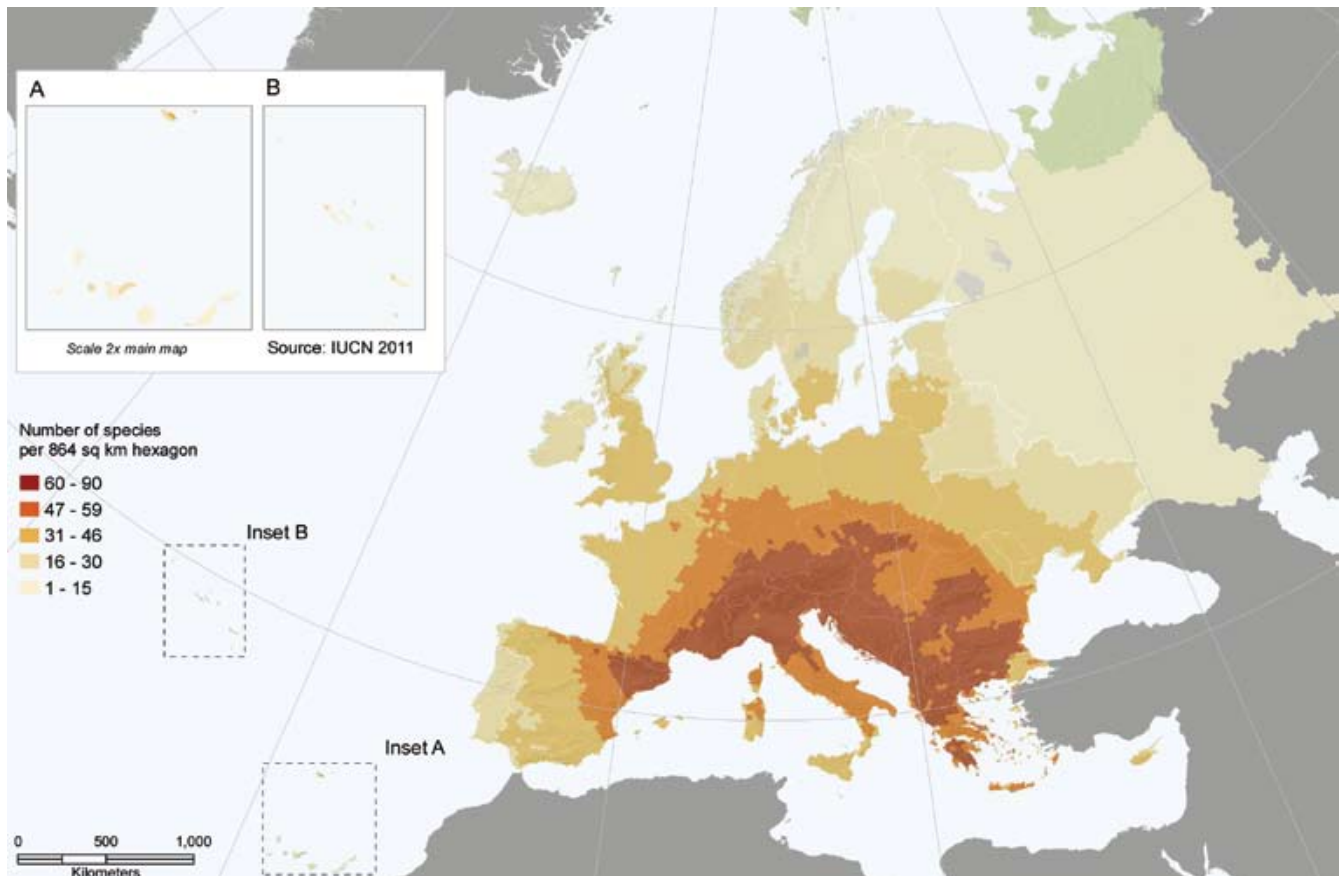 A
B
Scale 2x main map
Source: IUCN 2011
Number of species
per 864 sq km hexagon
60 - 90
47 - 59
31 - 46
16 - 30
1 - 15
Inset B
Inset A
0 500 1,000
Kilometers